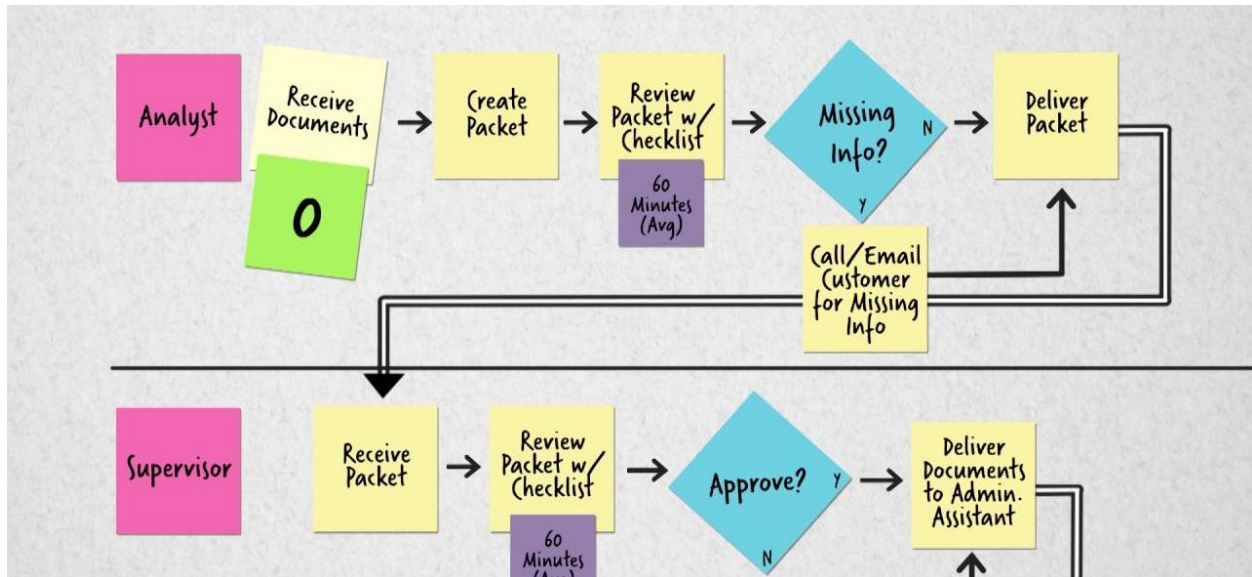 Analyst
Receive
Documents
0
Create
Packet
Review
Packet w/
Checklist
60
Minutes
(Avg)
Missing
Info?
N
Y
Deliver
Packet
Call/Email
Customer
for Missing
Info
Supervisor
Receive
Packet
Review
Packet w/
Checklist
60
Minutes
(Avg)
Approve?
Y
N
Deliver
Documents
to Admin.
Assistant